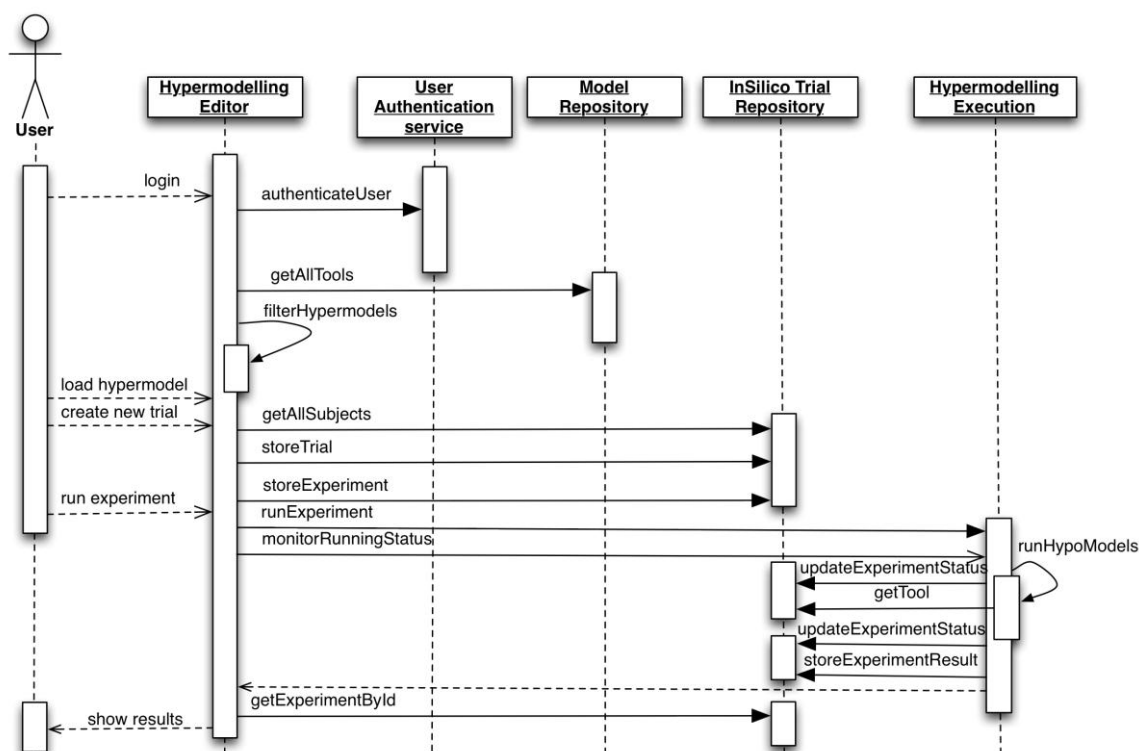 User
Hypermodelling
Editor
User
Authentication
service
Model
Repository
InSilico Trial
Repository
Hypermodelling
Execution
login
authenticateUser
getAllTools
filterHypermodels
load hypermodel
create new trial
getAllSubjects
storeTrial
storeExperiment
run experiment
runExperiment
monitorRunningStatus
runHypoModels
updateExperimentStatus
getTool
updateExperimentStatus
storeExperimentResult
getExperimentById
show results